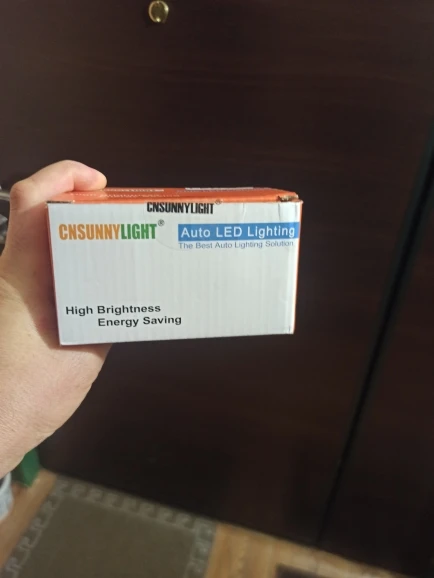 CNSUNNYLIGHT
CNSUNNYLIGHT®
Auto LED Lighting
The Best Auto Lighting Solution
High Brightness
Energy Saving